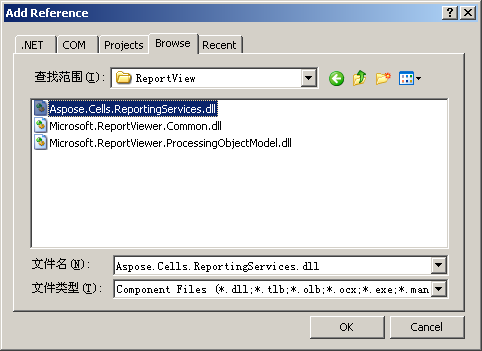 Add Reference
.NET COM Projects Browse Recent
查找范围(I): ReportView
Aspose.Cells.ReportingServices.dll
Microsoft.ReportViewer.Common.dll
Microsoft.ReportViewer.ProcessingObjectModel.dll
文件名(N): Aspose.Cells.ReportingServices.dll
文件类型(T): Component Files (*.dll;*.tlb;*.olb;*.ocx;*.exe;*.man
OK Cancel